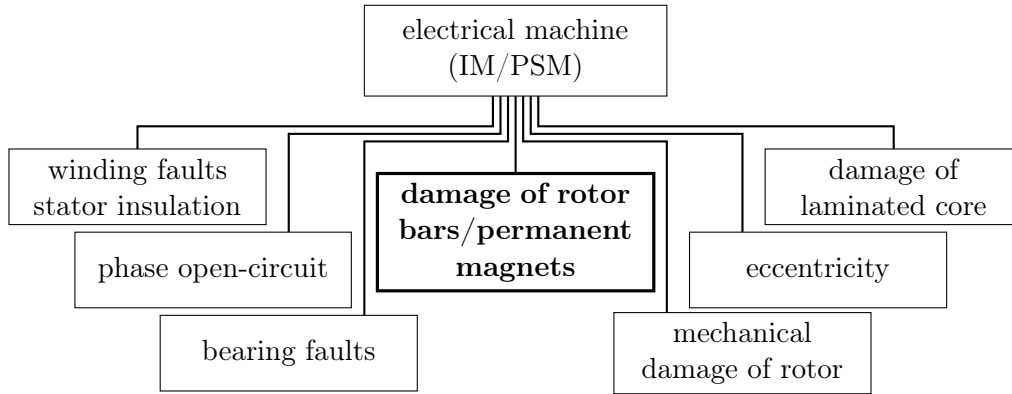 electrical machine
(IM/PSM)
winding faults
stator insulation
damage of rotor
bars/permanent
magnets
damage of
laminated core
phase open-circuit
eccentricity
bearing faults
mechanical
damage of rotor